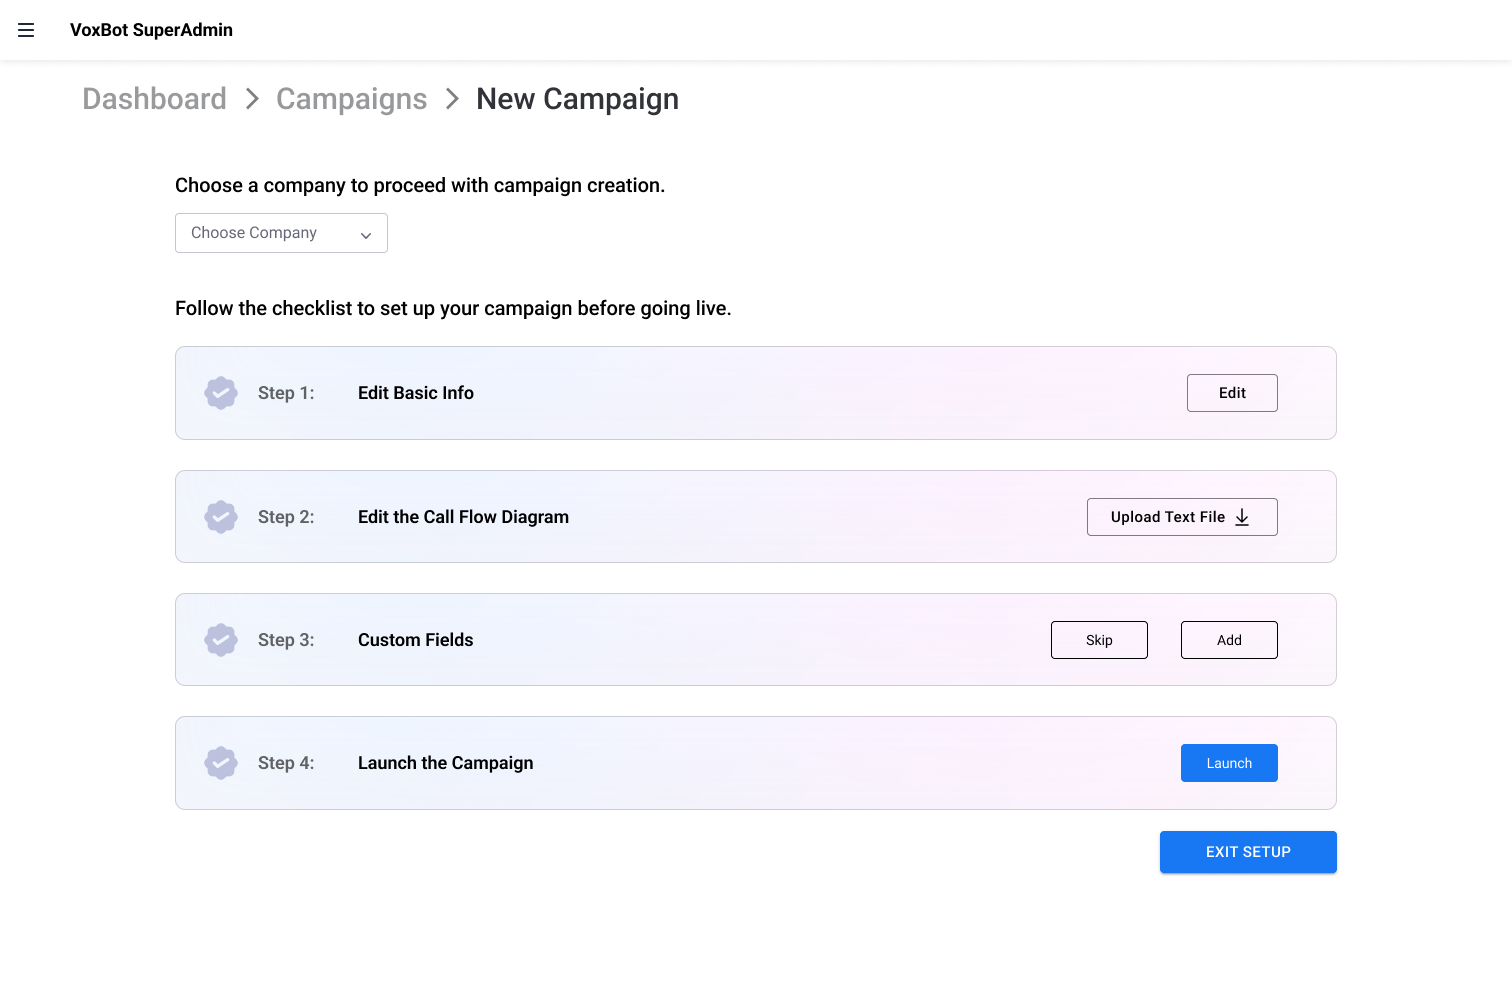 VoxBot SuperAdmin
Dashboard > Campaigns > New Campaign
Choose a company to proceed with campaign creation.
Choose Company
Follow the checklist to set up your campaign before going live.
Step 1: Edit Basic Info Edit
Step 2: Edit the Call Flow Diagram Upload Text File
Step 3: Custom Fields Skip Add
Step 4: Launch the Campaign Launch
EXIT SETUP